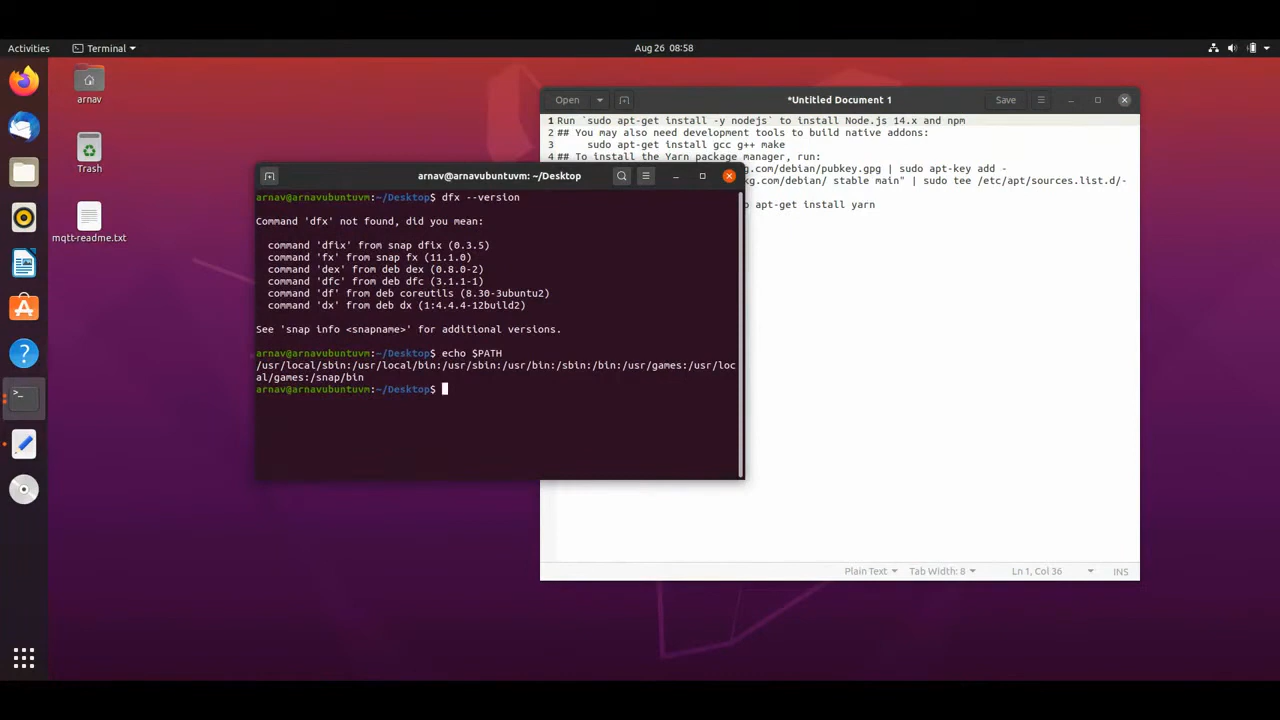 Activities
Terminal
Aug 26 08:58
arnav
Trash
mqtt-readme.txt
Open
*Untitled Document 1
Save
1 Run `sudo apt-get install -y nodejs` to install Node.js 14.x and npm
2 ## You may also need development tools to build native addons:
3 sudo apt-get install gcc g++ make
4 ## To install the Yarn package manager, run:
g.com/debian/pubkey.gpg | sudo apt-key add -
kg.com/debian/ stable main" | sudo tee /etc/apt/sources.list.d/-
o apt-get install yarn
Plain Text
Tab Width: 8
Ln 1, Col 36
INS
arnav@arnavubuntuvm: ~/Desktop
arnav@arnavubuntuvm:~/Desktop$ dfx --version
Command 'dfx' not found, did you mean:
command 'dfix' from snap dfix (0.3.5)
command 'fx' from snap fx (11.1.0)
command 'dex' from deb dex (0.8.0-2)
command 'dfc' from deb dfc (3.1.1-1)
command 'df' from deb coreutils (8.30-3ubuntu2)
command 'dx' from deb dx (1:4.4.4-12build2)
See 'snap info <snapname>' for additional versions.
arnav@arnavubuntuvm:~/Desktop$ echo $PATH
/usr/local/sbin:/usr/local/bin:/usr/sbin:/usr/bin:/sbin:/bin:/usr/games:/usr/loc
al/games:/snap/bin
arnav@arnavubuntuvm:~/Desktop$